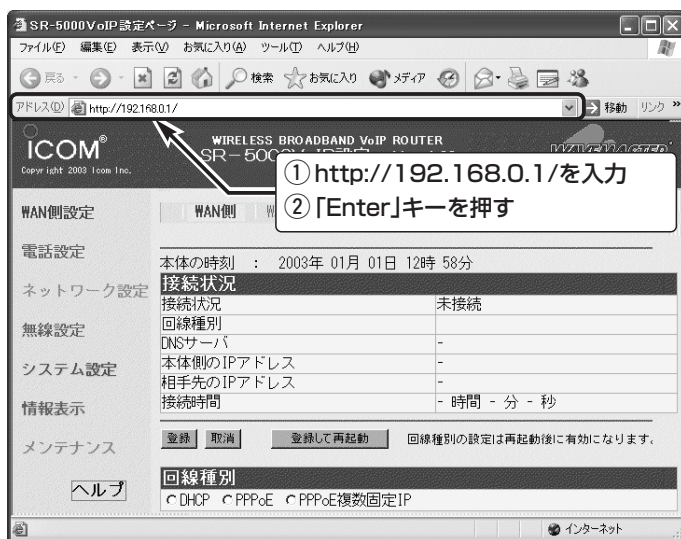 SR-5000VoIP設定ページ - Microsoft Internet Explorer
ファイル(F) 編集(E) 表示(V) お気に入り(A) ツール(T) ヘルプ(H)
戻る 検索 お気に入り メディア
アドレス(D) http://192.168.0.1/ 移動 リンク »
ICOM®
Copyright 2003 Icom Inc.
WIRELESS BROADBAND VoIP ROUTER
WAVEMASTER
① http://192.168.0.1/を入力
② 「Enter」キーを押す
WAN側設定
電話設定
ネットワーク設定
無線設定
システム設定
情報表示
メンテナンス
ヘルプ
WAN側
本体の時刻 : 2003年 01月 01日 12時 58分
接続状況
接続状況 未接続
回線種別
DNSサーバ -
本体側のIPアドレス -
相手先のIPアドレス -
接続時間 - 時間 - 分 - 秒
登録 取消 登録して再起動 回線種別の設定は再起動後に有効になります。
回線種別
DHCP PPPoE PPPoE複数固定IP
インターネット